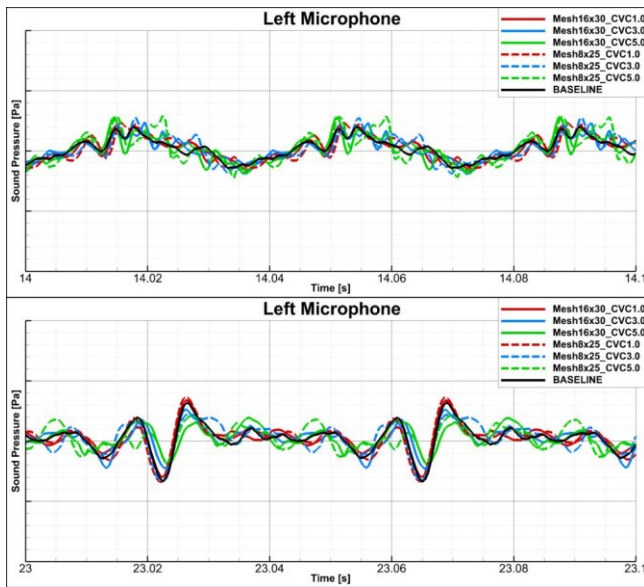 Left Microphone
Mesh16x30_CVC1.0
Mesh16x30_CVC3.0
Mesh16x30_CVC5.0
Mesh8x25_CVC1.0
Mesh8x25_CVC3.0
Mesh8x25_CVC5.0
BASELINE
Sound Pressure [Pa]
14 14.02 14.04 14.06 14.08 14.1
Time [s]
Left Microphone
Mesh16x30_CVC1.0
Mesh16x30_CVC3.0
Mesh16x30_CVC5.0
Mesh8x25_CVC1.0
Mesh8x25_CVC3.0
Mesh8x25_CVC5.0
BASELINE
Sound Pressure [Pa]
23 23.02 23.04 23.06 23.08
Time [s]